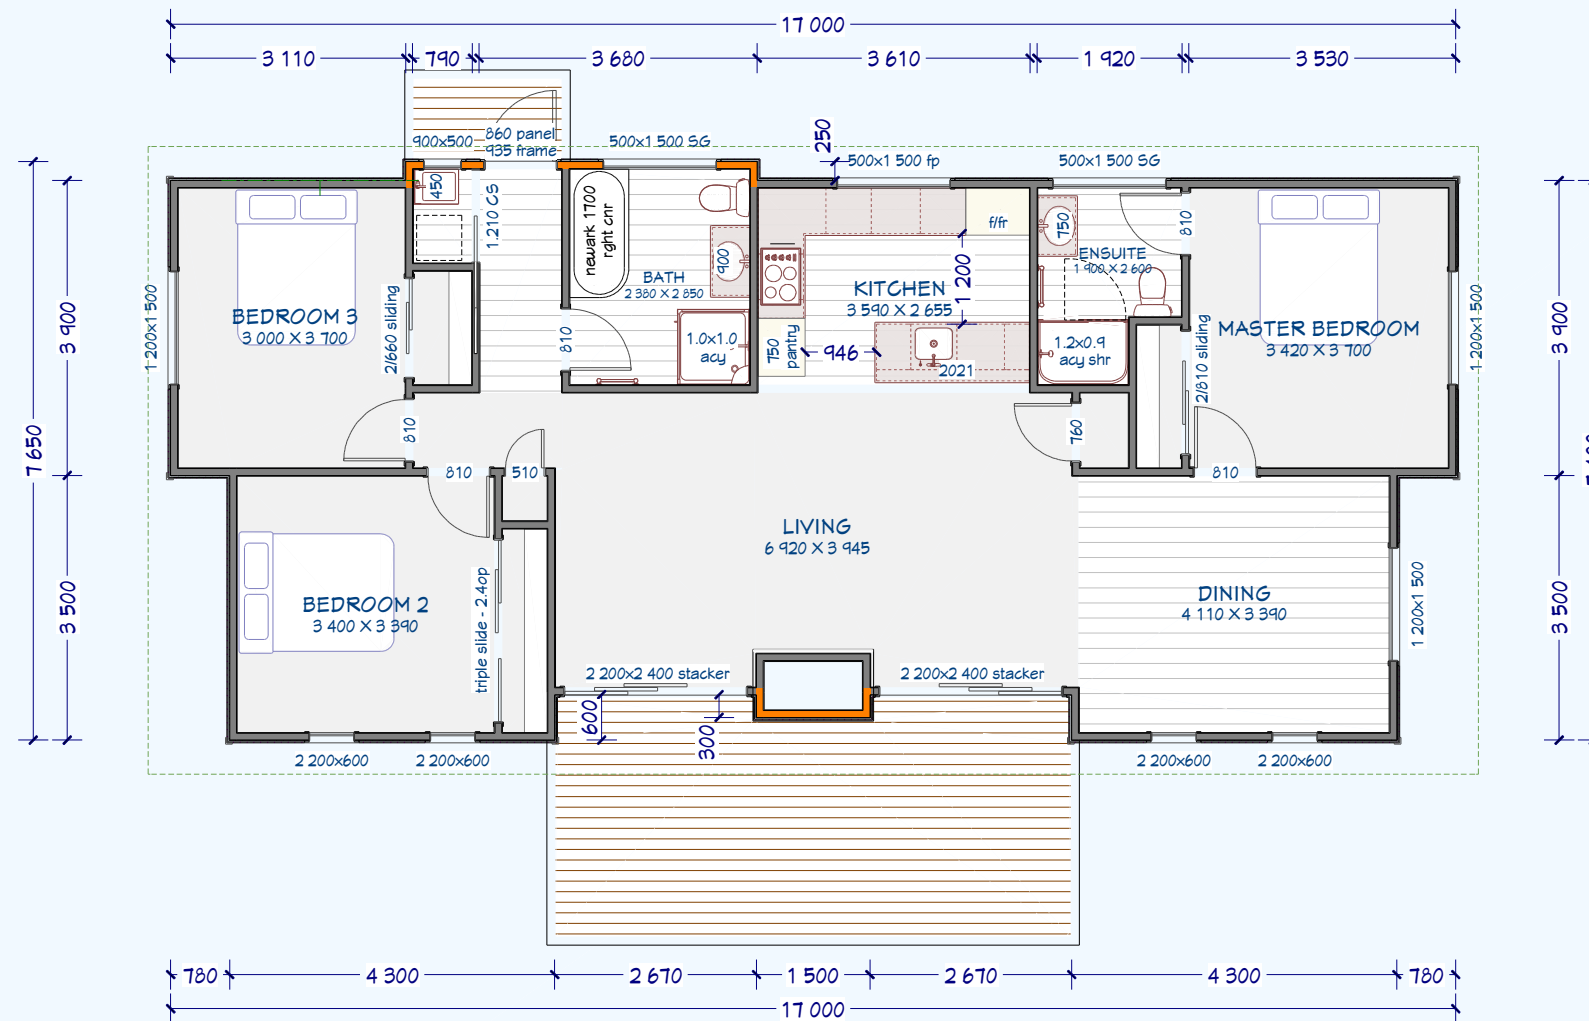 17 000
3 110
790
3 680
3 610
1 920
3 530
900x500
860 panel
935 frame
500x1 500 SG
250
500x1 500 fp
500x1 500 SG
450
1.210 CS
newark 1700
rght cnr
900
BATH
2 380 X 2 850
f/fr
1 200
KITCHEN
3 590 X 2 655
750
ENSUITE
1 900 X 2 600
810
1 200x1 500
BEDROOM 3
3 000 X 3 700
2/660 sliding
810
1.0x1.0
acy
750
pantry
946
2021
1.2x0.9
acy shr
2/810 sliding
MASTER BEDROOM
3 420 X 3 700
1 200x1 500
3 900
3 900
7 650
810
810
510
760
810
LIVING
6 920 X 3 945
BEDROOM 2
3 400 X 3 390
triple slide - 2.4op
DINING
4 110 X 3 390
1 200x1 500
3 500
3 500
2 200x2 400 stacker
2 200x2 400 stacker
600
300
2 200x600
2 200x600
2 200x600
2 200x600
780
4 300
2 670
1 500
2 670
4 300
780
17 000